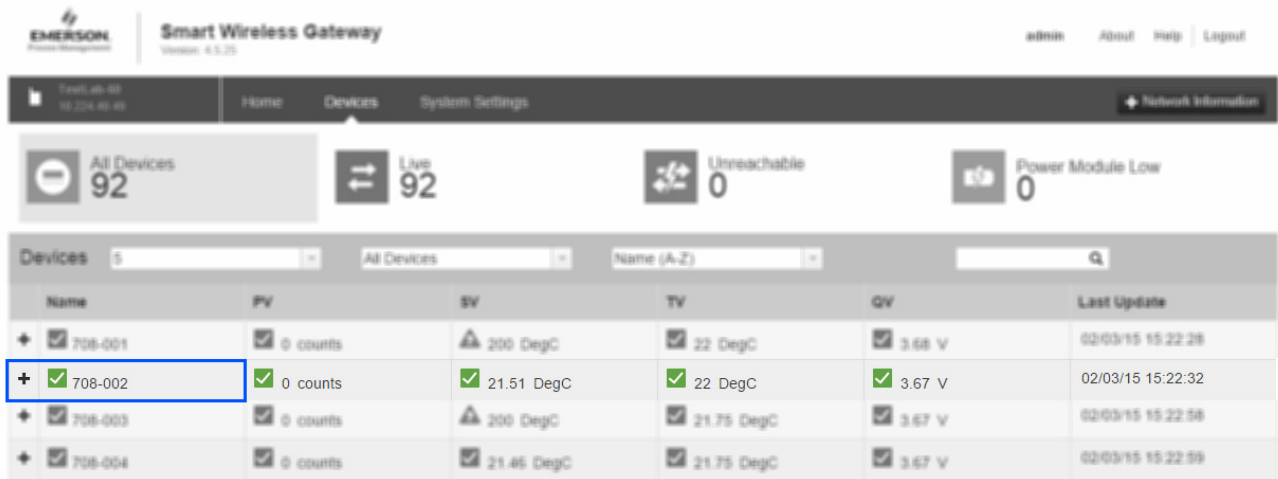 EMERSON.
Process Management
Smart Wireless Gateway
Version: 4.5.25
admin About Help Logout
TestLab-60
Home Devices System Settings
Network Information
All Devices
92
Live
92
Unreachable
0
Power Module Low
0
Devices 5 All Devices Name (A-Z)
Name PV SV TV QV Last Update
708-001 0 counts 200 DegC 22 DegC 3.68 V 02/03/15 15:22:28
708-002 0 counts 21.51 DegC 22 DegC 3.67 V 02/03/15 15:22:32
708-003 0 counts 200 DegC 21.75 DegC 3.67 V 02/03/15 15:22:58
708-004 0 counts 21.46 DegC 21.75 DegC 3.67 V 02/03/15 15:22:59